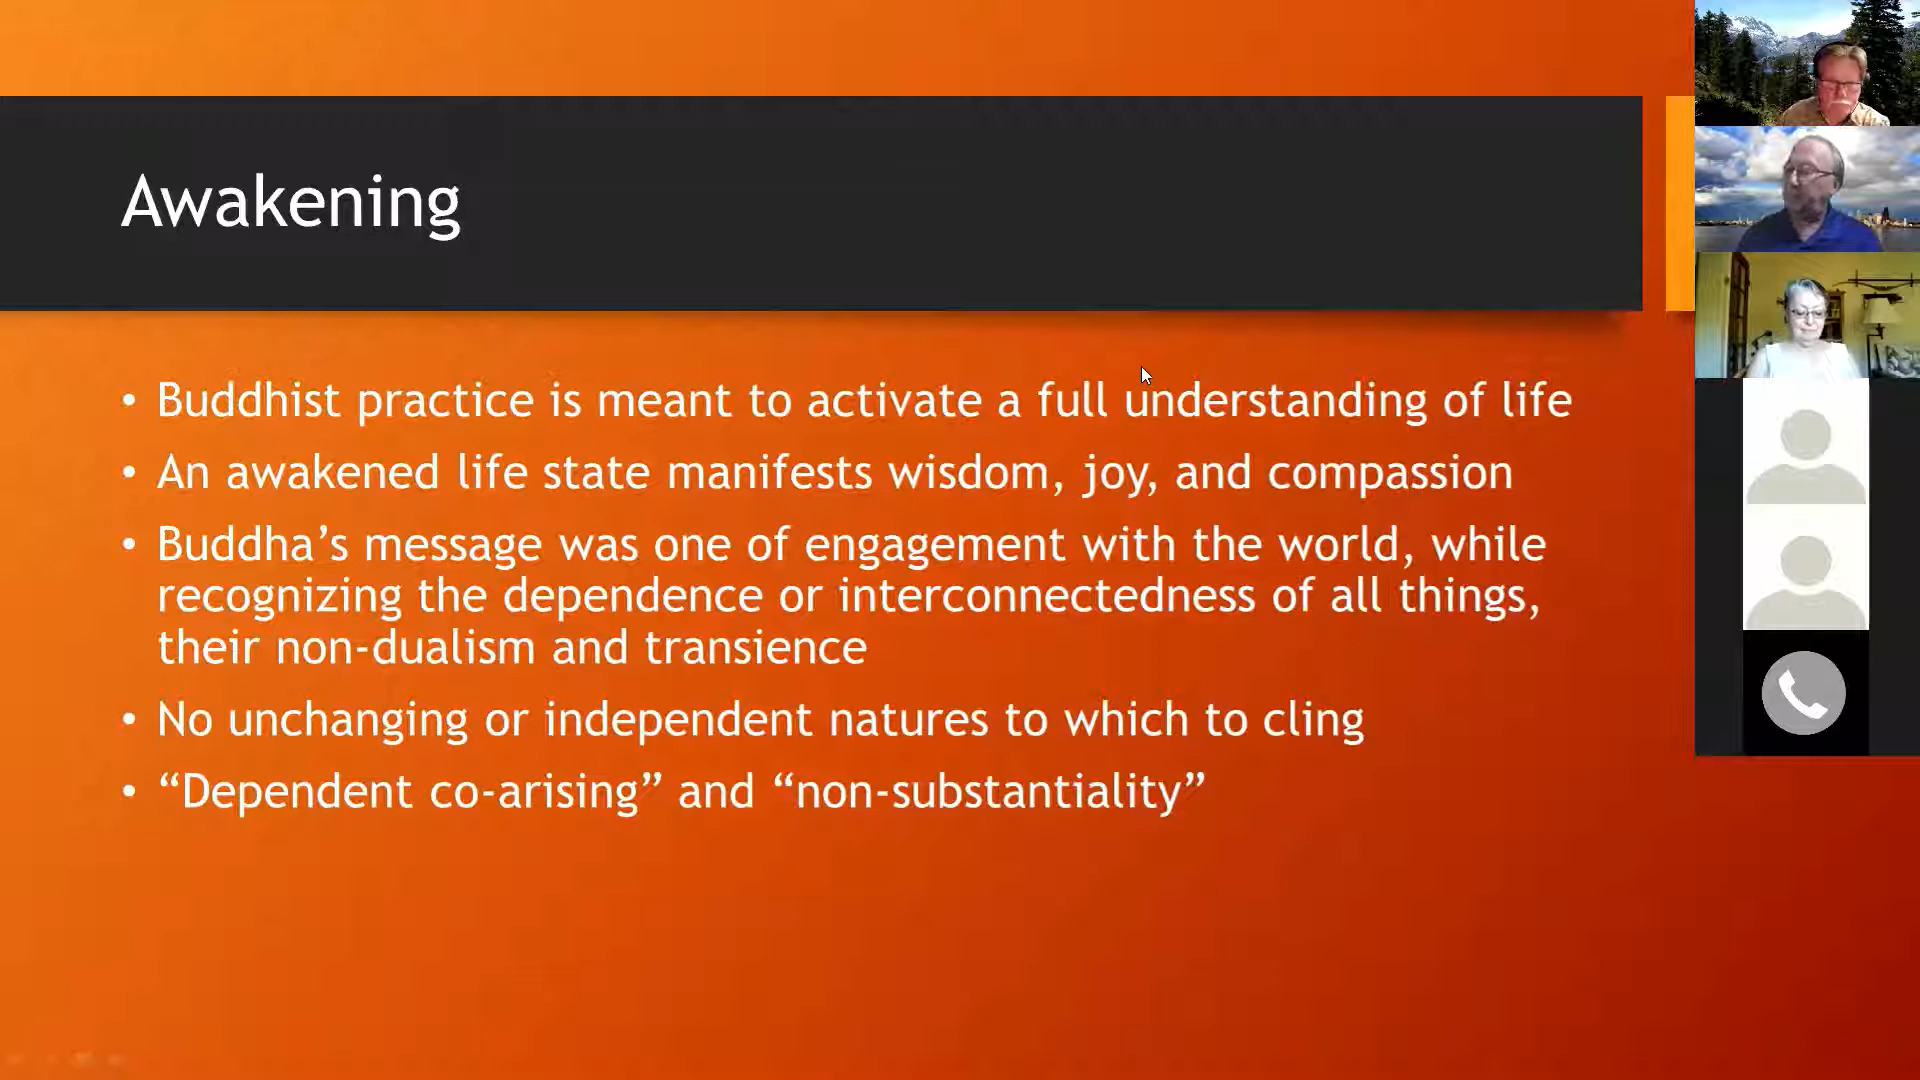 Awakening
• Buddhist practice is meant to activate a full understanding of life
• An awakened life state manifests wisdom, joy, and compassion
• Buddha’s message was one of engagement with the world, while
recognizing the dependence or interconnectedness of all things,
their non-dualism and transience
• No unchanging or independent natures to which to cling
• “Dependent co-arising” and “non-substantiality”